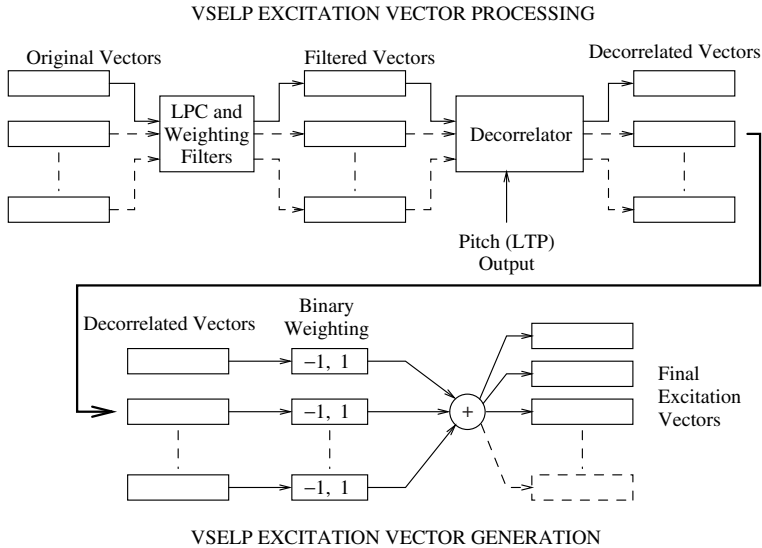 VSELP EXCITATION VECTOR PROCESSING
Original Vectors
Filtered Vectors
Decorrelated Vectors
LPC and
Weighting
Filters
Decorrelator
Pitch (LTP)
Output
Decorrelated Vectors
Binary
Weighting
−1, 1
−1, 1
−1, 1
+
Final
Excitation
Vectors
VSELP EXCITATION VECTOR GENERATION